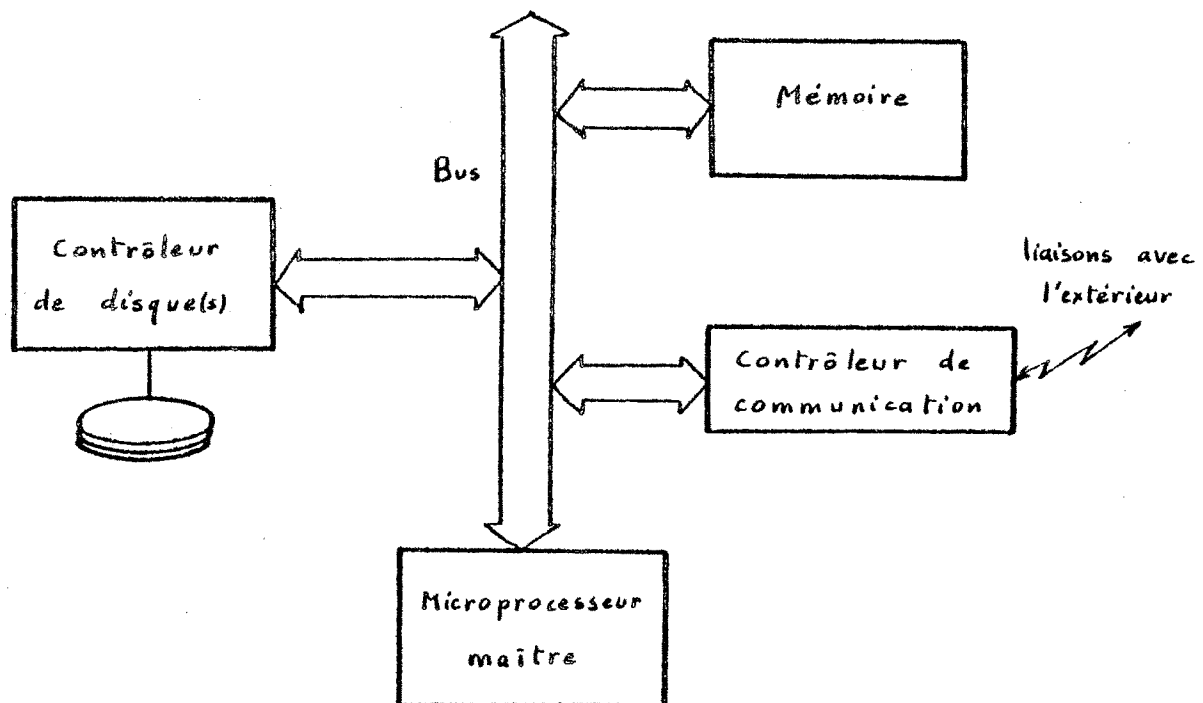 Mémoire
Bus
Contrôleur
de disque(s)
liaisons avec
l'extérieur
Contrôleur de
communication
Microprocesseur
maître